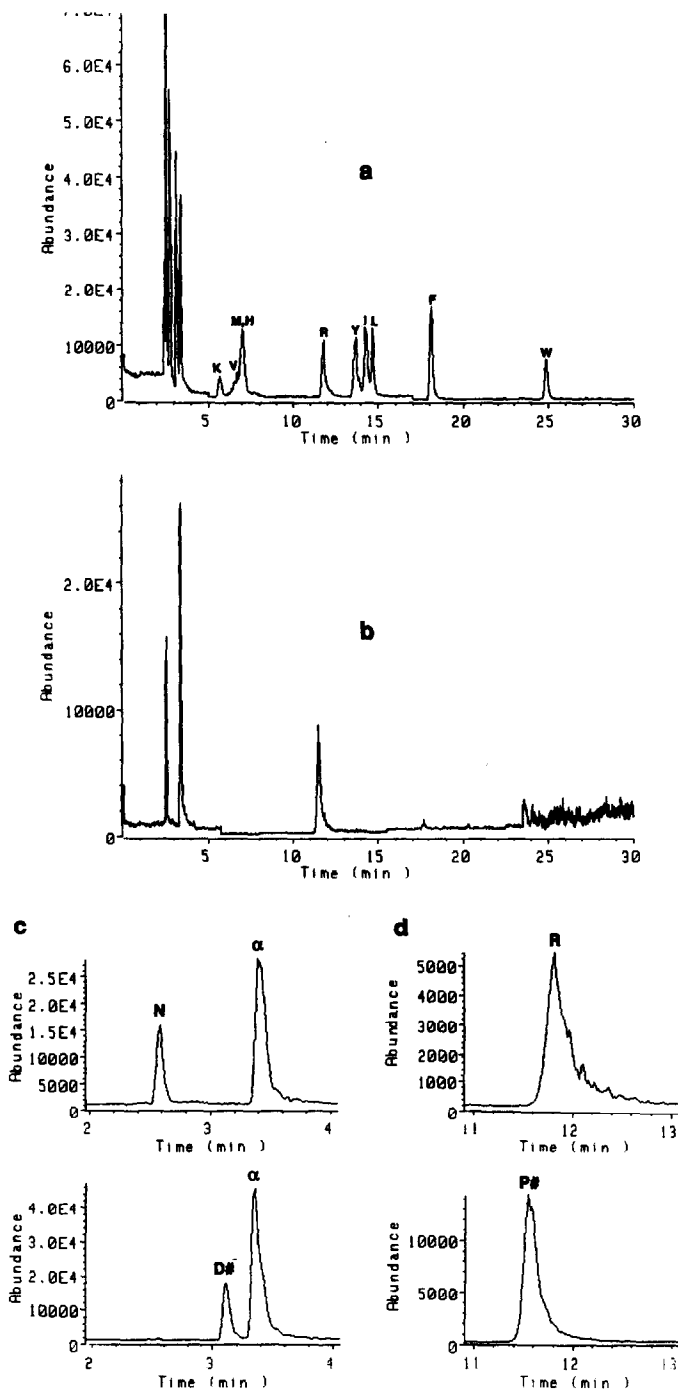 7.0E4
6.0E4
5.0E4
4.0E4
3.0E4
2.0E4
10000
0
Abundance
a
K
V
M,H
R
Y
I
L
F
W
5 10 15 20 25 30
Time (min )
2.0E4
10000
0
Abundance
b
5 10 15 20 25 30
Time (min )
c
N
α
2.5E4
2.0E4
1.5E4
10000
5000
0
Abundance
2 3 4
Time (min )
d
R
5000
4000
3000
2000
1000
0
Abundance
11 12 13
Time (min )
D#
α
4.0E4
3.0E4
2.0E4
10000
0
Abundance
2 3 4
Time (min )
P#
10000
5000
0
Abundance
11 12 13
Time (min )